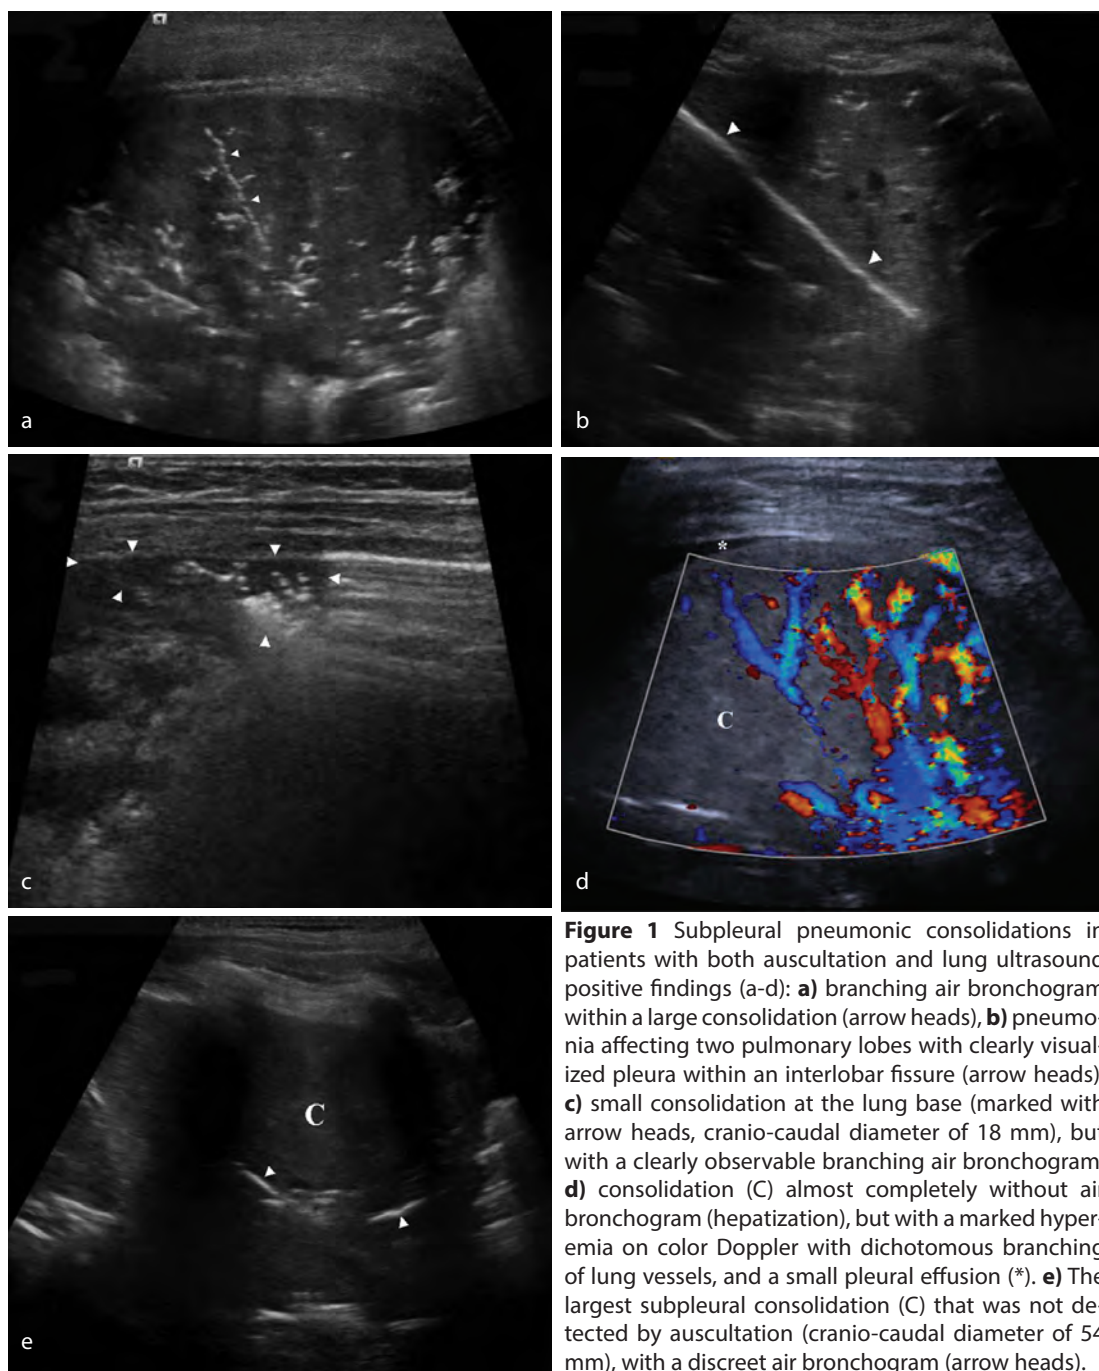 a
b
c
C
*
d
C
e
Figure 1 Subpleural pneumonic consolidations in
patients with both auscultation and lung ultrasound
positive findings (a-d): a) branching air bronchogram
within a large consolidation (arrow heads), b) pneumo-
nia affecting two pulmonary lobes with clearly visual-
ized pleura within an interlobar fissure (arrow heads)
c) small consolidation at the lung base (marked with
arrow heads, cranio-caudal diameter of 18 mm), but
with a clearly observable branching air bronchogram
d) consolidation (C) almost completely without air
bronchogram (hepatization), but with a marked hyper-
emia on color Doppler with dichotomous branching
of lung vessels, and a small pleural effusion (*). e) The
largest subpleural consolidation (C) that was not de-
tected by auscultation (cranio-caudal diameter of 54
mm), with a discreet air bronchogram (arrow heads).